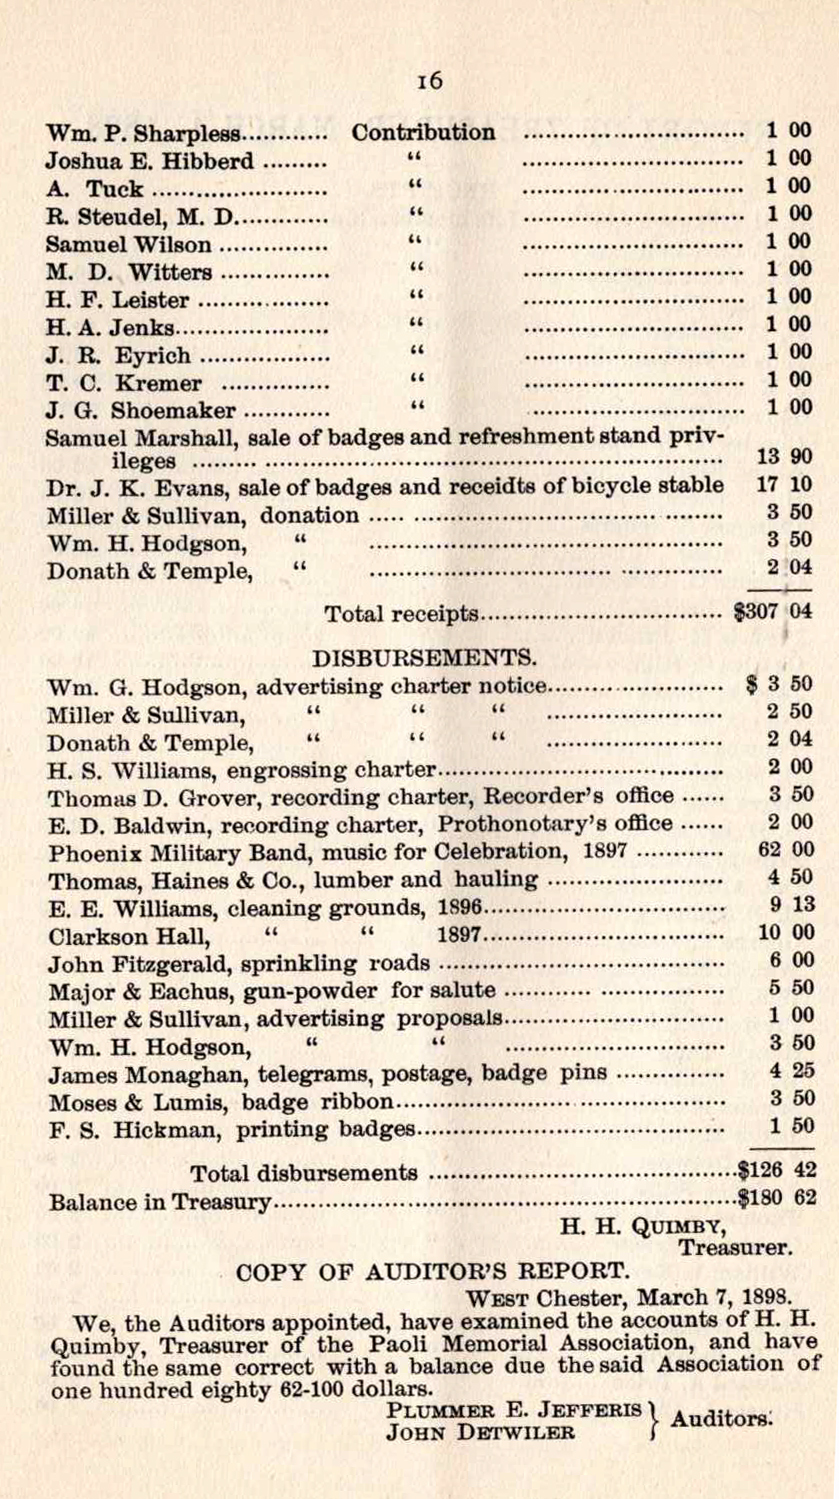 16
Wm. P. Sharpless............ Contribution ............................... 1 00
Joshua E. Hibberd ......... “ ............................... 1 00
A. Tuck ........................ “ ............................... 1 00
R. Steudel, M. D............. “ ............................... 1 00
Samuel Wilson ............... “ ............................... 1 00
M. D. Witters ............... “ ............................... 1 00
H. F. Leister .................. “ ............................... 1 00
H. A. Jenks..................... “ ............................... 1 00
J. R. Eyrich .................. “ ............................... 1 00
T. C. Kremer ............... “ ............................... 1 00
J. G. Shoemaker ............ “ ............................... 1 00
Samuel Marshall, sale of badges and refreshment stand priv-
ileges ......... ............................................................... 13 90
Dr. J. K. Evans, sale of badges and receidts of bicycle stable 17 10
Miller & Sullivan, donation ..... .................................. ........ 3 50
Wm. H. Hodgson, “ ................................................. 3 50
Donath & Temple, “ ................................. .............. 2 04
Total receipts.................................. $307 04
DISBURSEMENTS.
Wm. G. Hodgson, advertising charter notice........................ $ 3 50
Miller & Sullivan, “ “ “ ........................ 2 50
Donath & Temple, “ “ “ ........................ 2 04
H. S. Williams, engrossing charter........................................ 2 00
Thomas D. Grover, recording charter, Recorder's office ...... 3 50
E. D. Baldwin, recording charter, Prothonotary's office ...... 2 00
Phoenix Military Band, music for Celebration, 1897 ............ 62 00
Thomas, Haines & Co., lumber and hauling ........................ 4 50
E. E. Williams, cleaning grounds, 1896.................................. 9 13
Clarkson Hall, “ “ 1897.................................. 10 00
John Fitzgerald, sprinkling roads ....................................... 6 00
Major & Eachus, gun-powder for salute ............ .................. 5 50
Miller & Sullivan, advertising proposals............................... 1 00
Wm. H. Hodgson, “ “ .............................. 3 50
James Monaghan, telegrams, postage, badge pins ............... 4 25
Moses & Lumis, badge ribbon.............................................. 3 50
F. S. Hickman, printing badges........................................... 1 50
Total disbursements ..........................................$126 42
Balance in Treasury...............................................................$180 62
H. H. QUIMBY,
Treasurer.
COPY OF AUDITOR'S REPORT.
WEST Chester, March 7, 1898.
We, the Auditors appointed, have examined the accounts of H. H.
Quimby, Treasurer of the Paoli Memorial Association, and have
found the same correct with a balance due the said Association of
one hundred eighty 62-100 dollars.
PLUMMER E. JEFFERIS } Auditors.
JOHN DETWILER